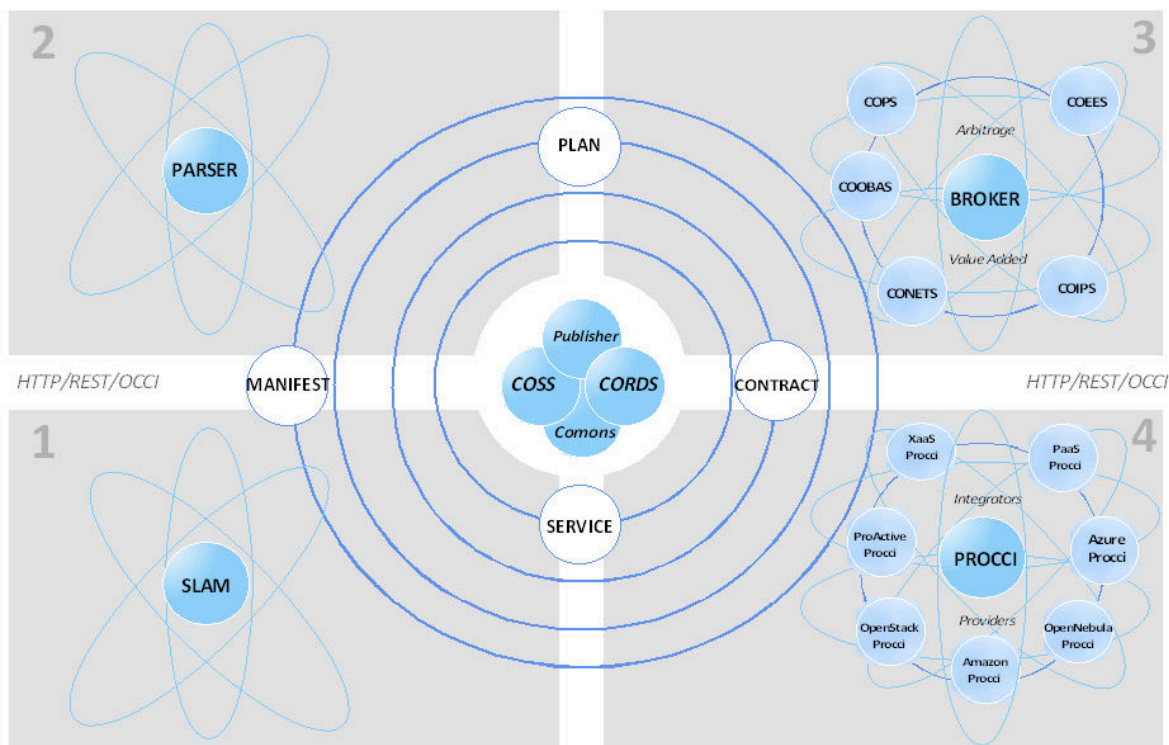 2
3
PARSER
PLAN
COPS
COEES
Arbitrage
COOBAS
BROKER
Value Added
CONETS
COIPS
HTTP/REST/OCCI
MANIFEST
Publisher
COSS
CORDS
Comons
CONTRACT
HTTP/REST/OCCI
1
4
SLAM
SERVICE
XaaS
Procci
PaaS
Procci
Integrators
ProActive
Procci
PROCCI
Azure
Procci
OpenStack
Procci
Providers
OpenNebula
Procci
Amazon
Procci